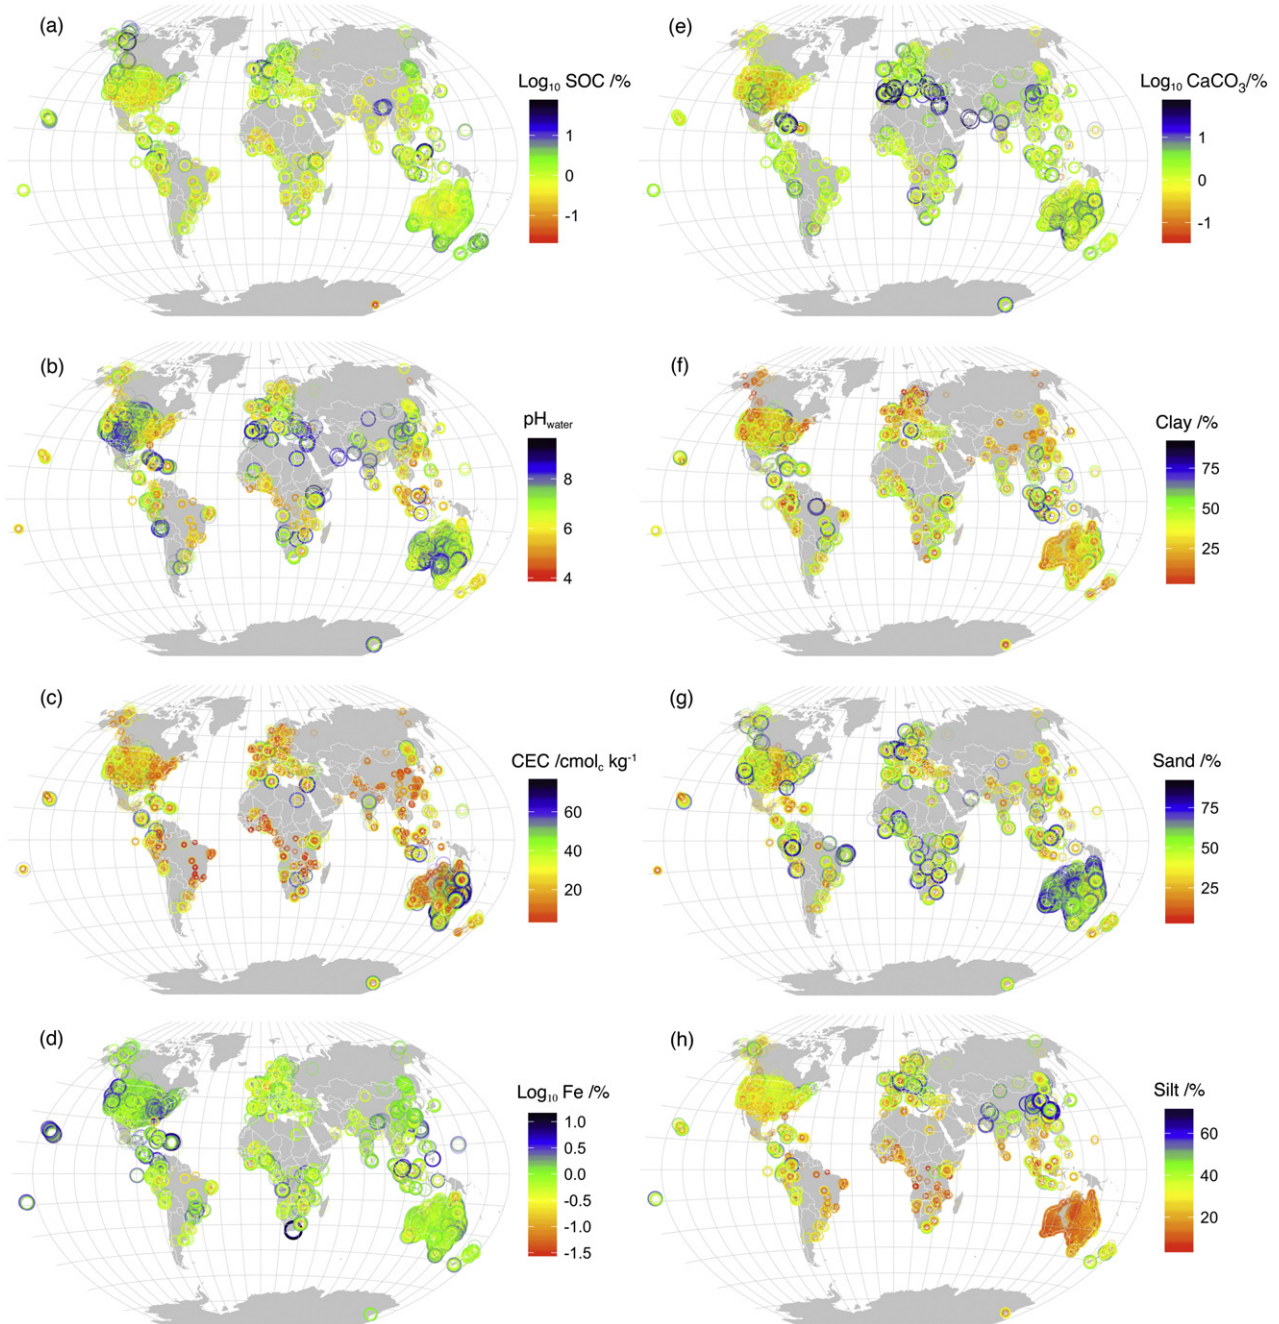 (a)
Log₁₀ SOC /%
1
0
-1
(e)
Log₁₀ CaCO₃/%
1
0
-1
(b)
pHwater
8
6
4
(f)
Clay /%
75
50
25
(c)
CEC /cmolc kg⁻¹
60
40
20
(g)
Sand /%
75
50
25
(d)
Log₁₀ Fe /%
1.0
0.5
0.0
-0.5
-1.0
-1.5
(h)
Silt /%
60
40
20